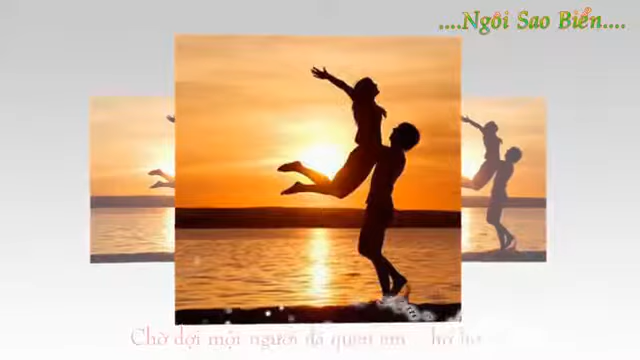 ....Ngôi Sao Biển....
Chờ đợi một người đã quên em